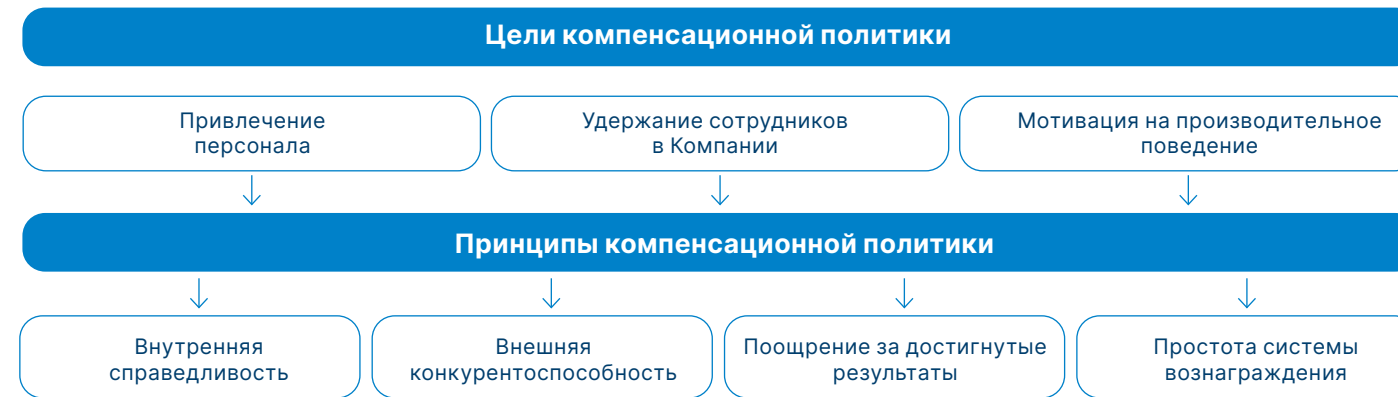 Цели компенсационной политики
Привлечение
персонала
Удержание сотрудников
в Компании
Мотивация на производительное
поведение
Принципы компенсационной политики
Внутренняя
справедливость
Внешняя
конкурентоспособность
Поощрение за достигнутые
результаты
Простота системы
вознаграждения